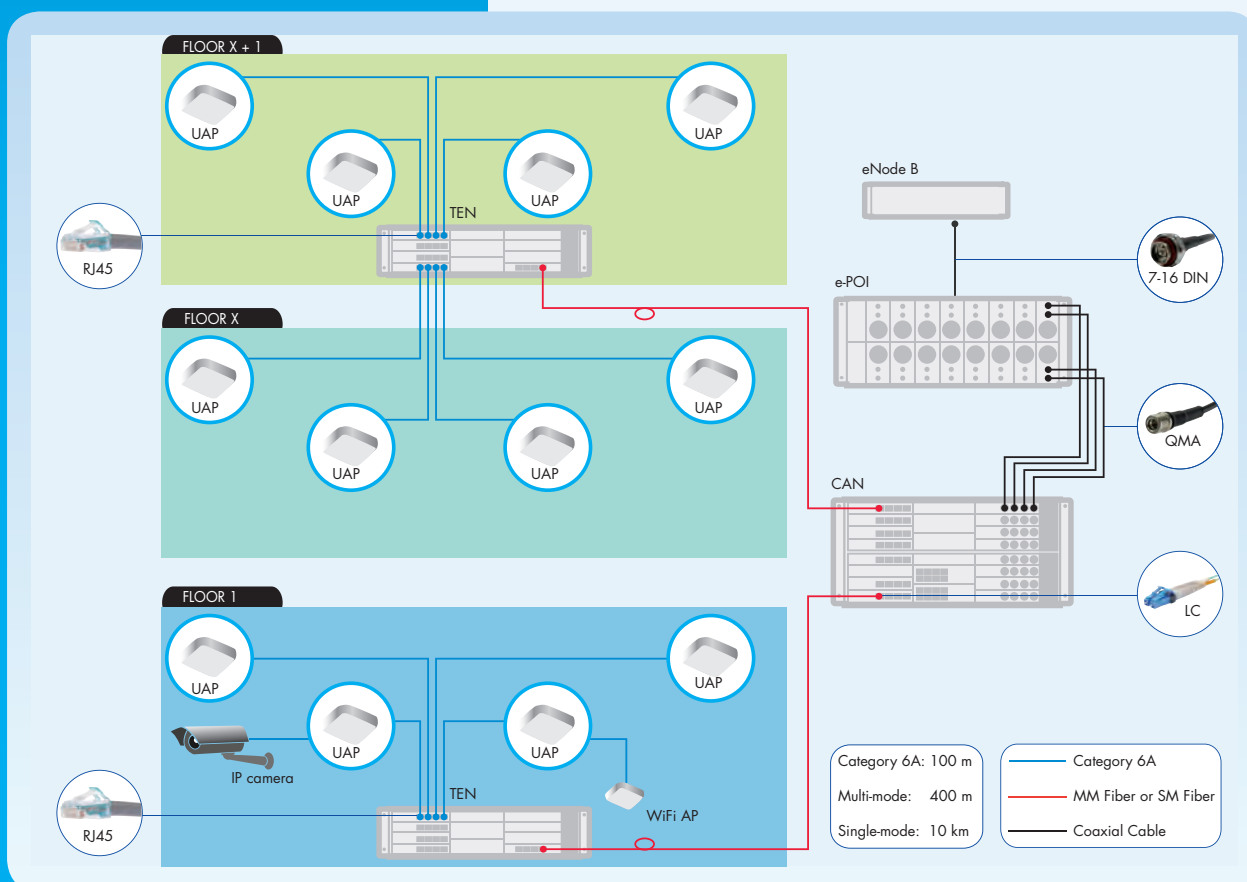 FLOOR X + 1
UAP
UAP
UAP
UAP
TEN
RJ45
FLOOR X
UAP
UAP
UAP
UAP
FLOOR 1
UAP
UAP
UAP
UAP
IP camera
WiFi AP
TEN
RJ45
eNode B
7-16 DIN
e-POI
QMA
CAN
LC
Category 6A: 100 m
Multi-mode: 400 m
Single-mode: 10 km
Category 6A
MM Fiber or SM Fiber
Coaxial Cable